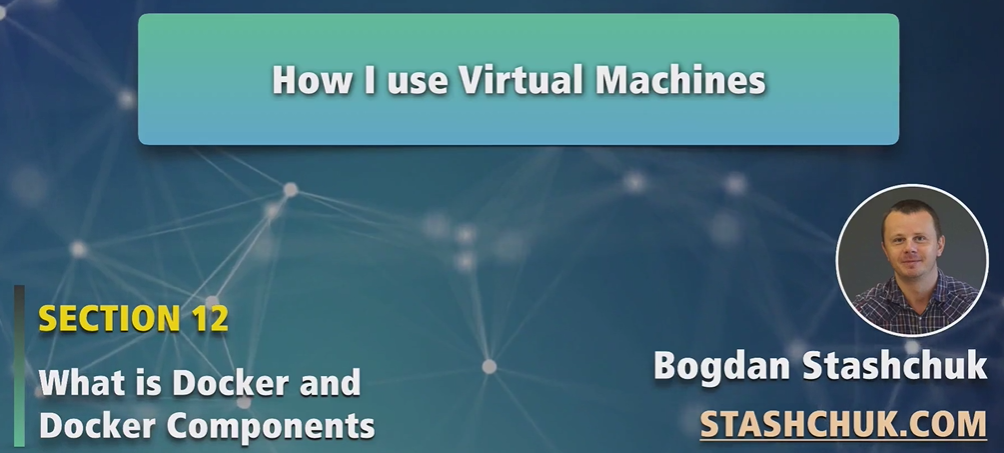 How I use Virtual Machines
SECTION 12
What is Docker and
Docker Components
Bogdan Stashchuk
STASHCHUK.COM